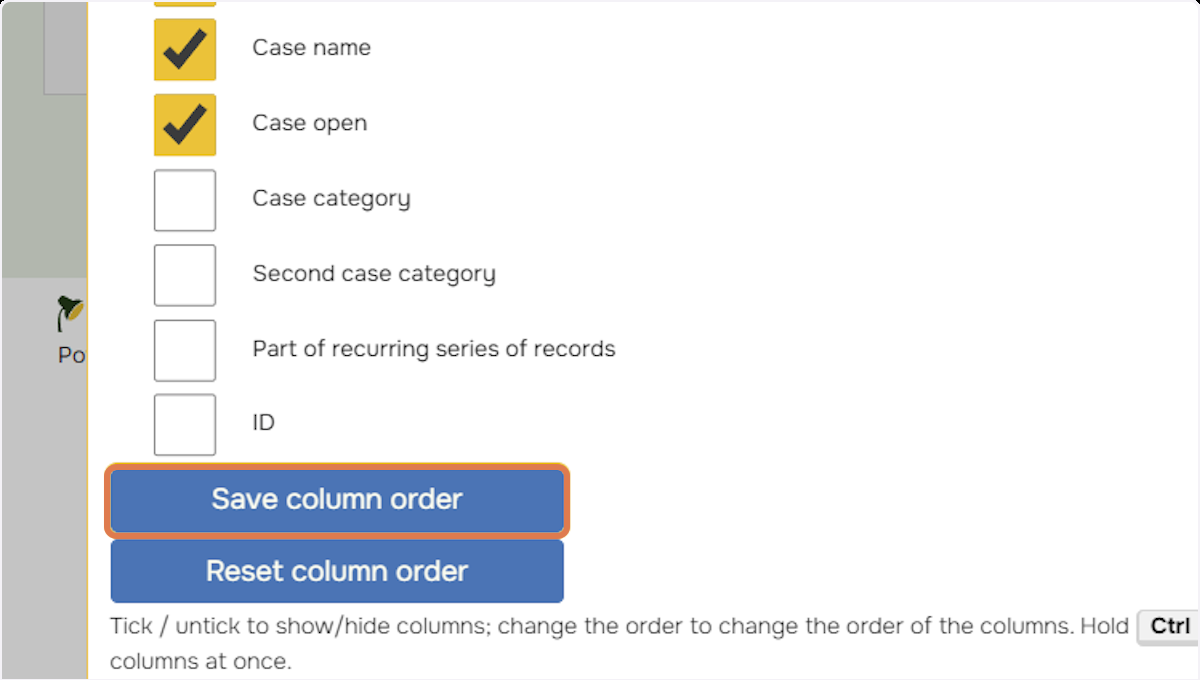 Case name
Case open
Case category
Second case category
Part of recurring series of records
ID
Po
Save column order
Reset column order
Tick / untick to show/hide columns; change the order to change the order of the columns. Hold Ctrl
columns at once.